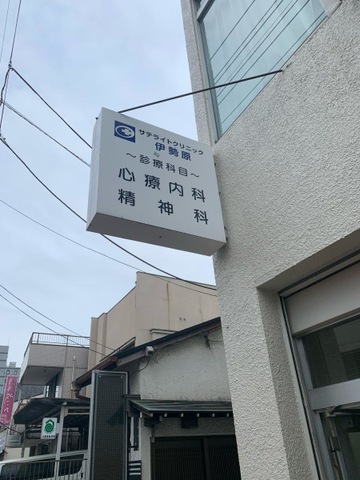 サテライトクリニック
伊勢原
～診療科目～
心療内科
精神科